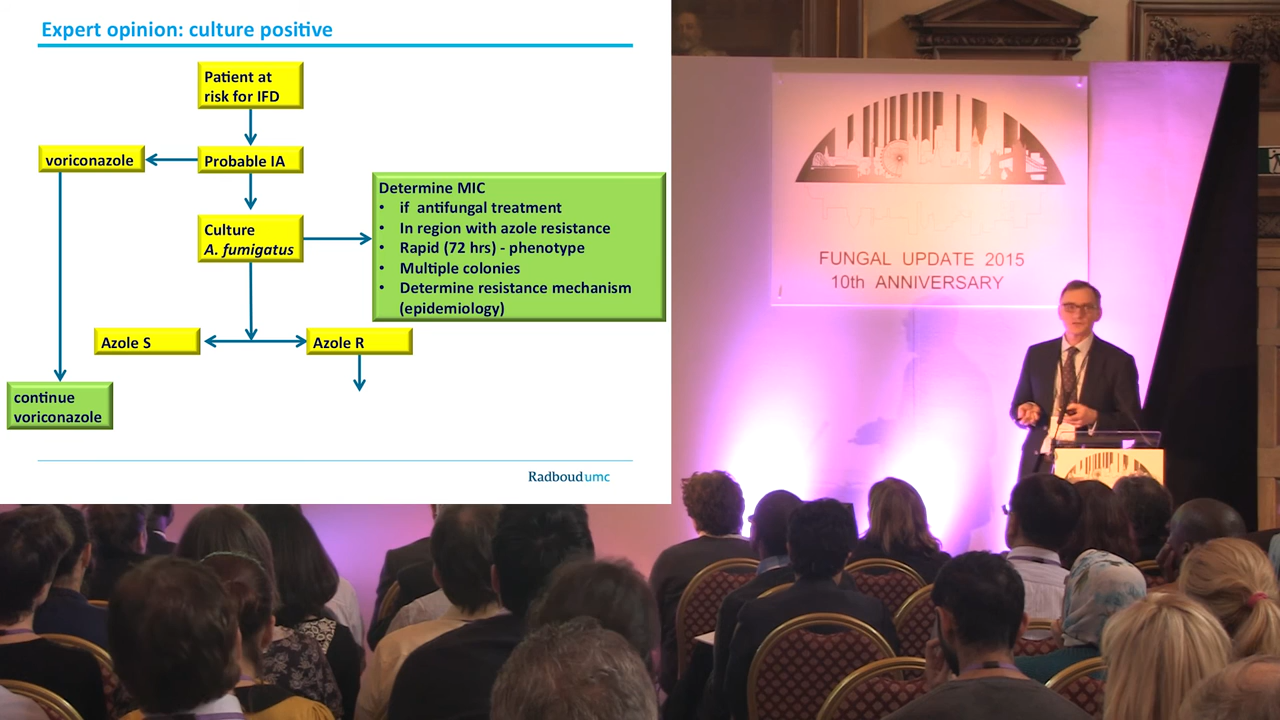 Expert opinion: culture positive
Patient at
risk for IFD
voriconazole
Probable IA
Culture
A. fumigatus
Determine MIC
• if antifungal treatment
• In region with azole resistance
• Rapid (72 hrs) - phenotype
• Multiple colonies
• Determine resistance mechanism
(epidemiology)
Azole S
Azole R
continue
voriconazole
Radboudumc
FUNGAL UPDATE 2015
10th ANNIVERSARY